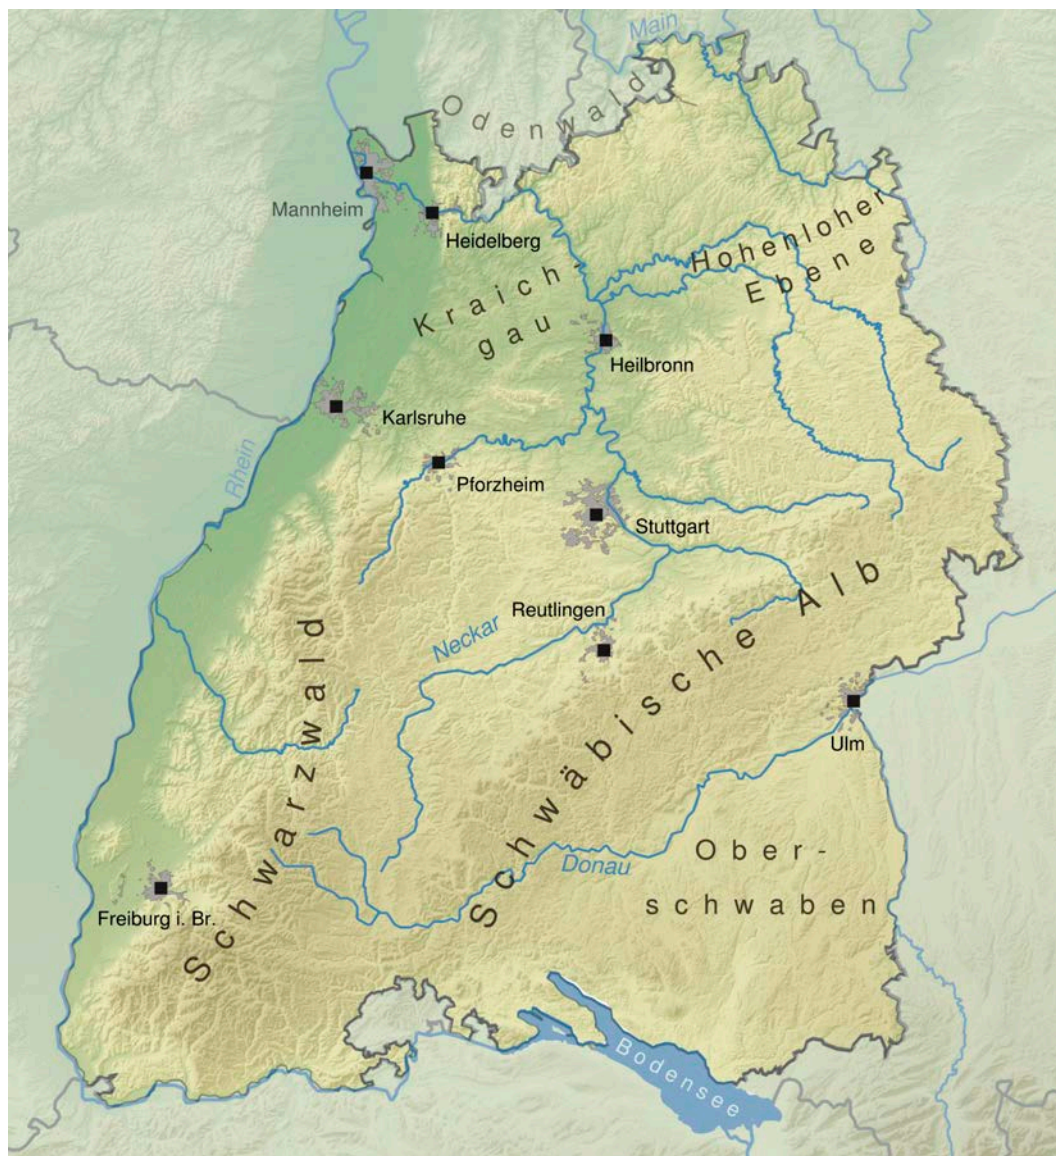 Main
Odenwald
Mannheim
Heidelberg
Hohenloher
Ebene
Kraich-
gau
Heilbronn
Karlsruhe
Rhein
Pforzheim
Stuttgart
Reutlingen
Neckar
Schwäbische Alb
Schwarzwald
Ulm
Donau
Ober-
schwaben
Freiburg i. Br.
Bodensee